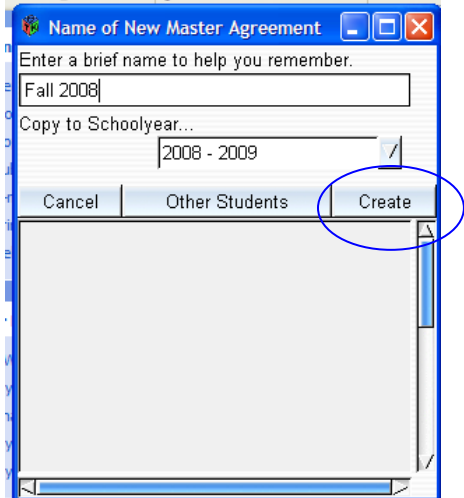 Name of New Master Agreement
Enter a brief name to help you remember.
Fall 2008
Copy to Schoolyear...
2008 - 2009
Cancel Other Students Create